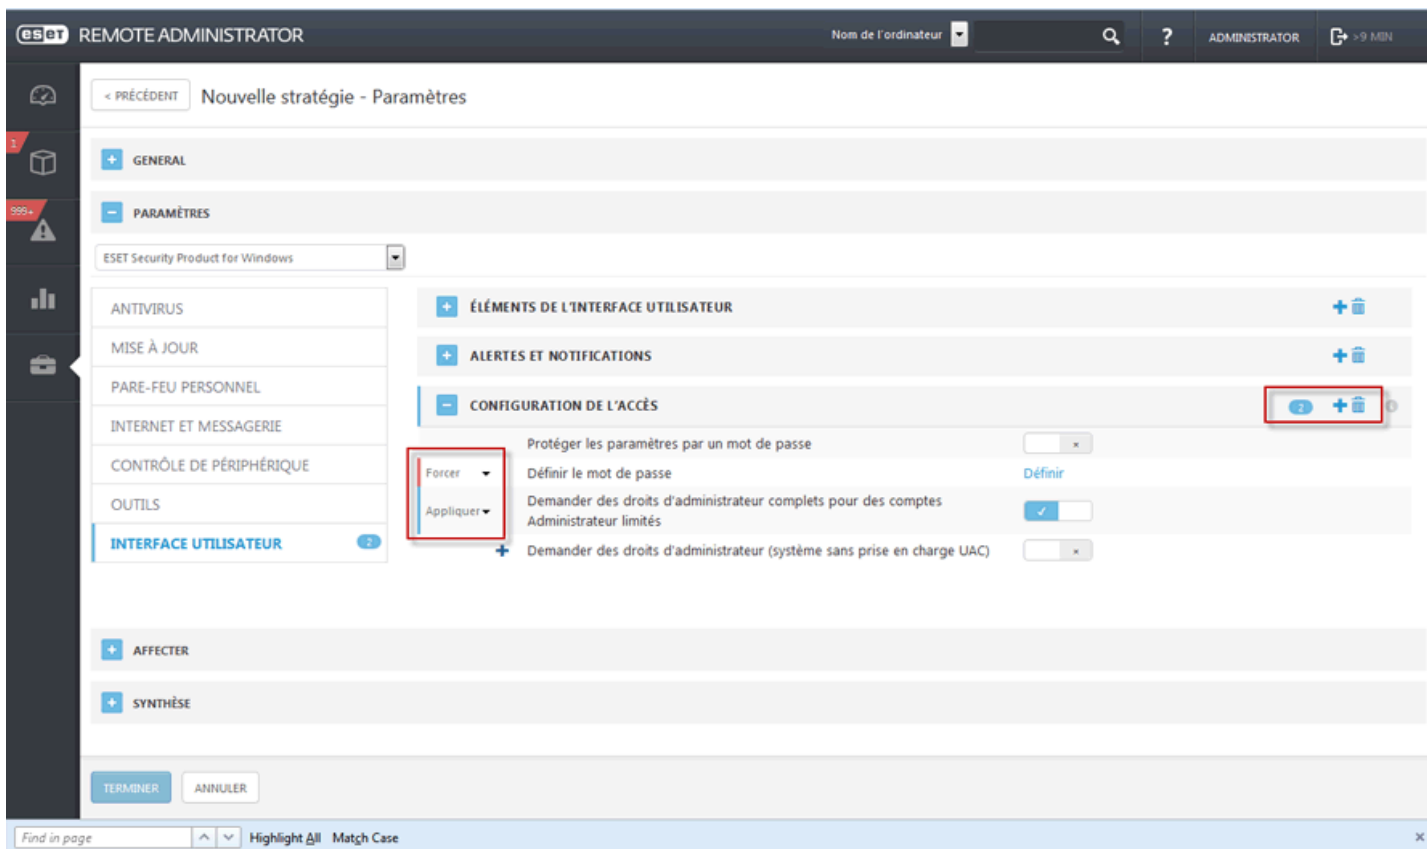 eset REMOTE ADMINISTRATOR
Nom de l'ordinateur
?
ADMINISTRATOR
>9 MIN
< PRÉCÉDENT
Nouvelle stratégie - Paramètres
1
999+
GENERAL
PARAMÈTRES
ESET Security Product for Windows
ANTIVIRUS
MISE À JOUR
PARE-FEU PERSONNEL
INTERNET ET MESSAGERIE
CONTRÔLE DE PÉRIPHÉRIQUE
OUTILS
INTERFACE UTILISATEUR 2
ÉLÉMENTS DE L'INTERFACE UTILISATEUR
ALERTES ET NOTIFICATIONS
CONFIGURATION DE L'ACCÈS 2
Protéger les paramètres par un mot de passe
Forcer Définir le mot de passe Définir
Appliquer Demander des droits d'administrateur complets pour des comptes
Administrateur limités
Demander des droits d'administrateur (système sans prise en charge UAC)
AFFECTER
SYNTHÈSE
TERMINER ANNULER
Find in page Highlight All Match Case